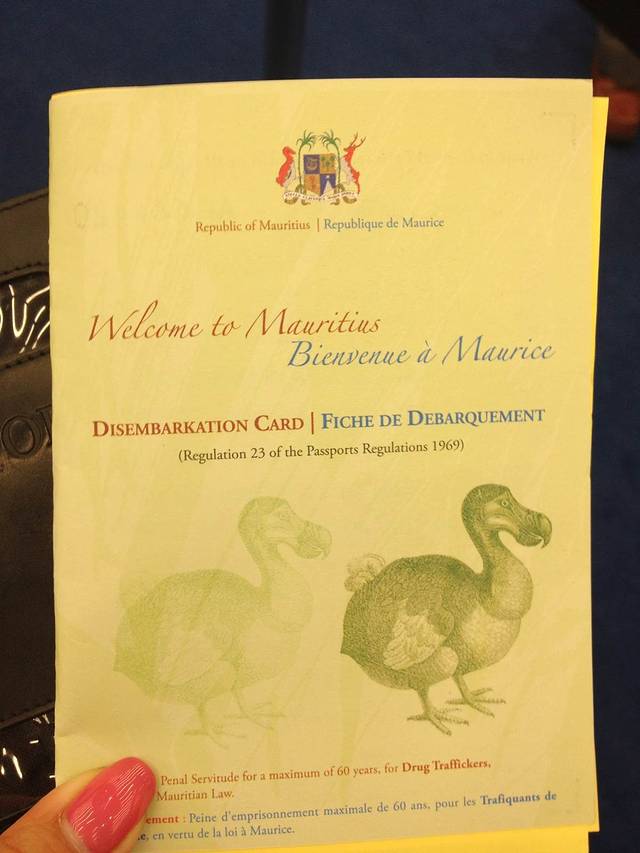 Republic of Mauritius | Republique de Maurice
Welcome to Mauritius
Bienvenue à Maurice
DISEMBARKATION CARD | FICHE DE DEBARQUEMENT
(Regulation 23 of the Passports Regulations 1969)
Penal Servitude for a maximum of 60 years, for Drug Traffickers,
Mauritian Law.
: Peine d'emprisonnement maximale de 60 ans, pour les Trafiquants de
, en vertu de la loi à Maurice.